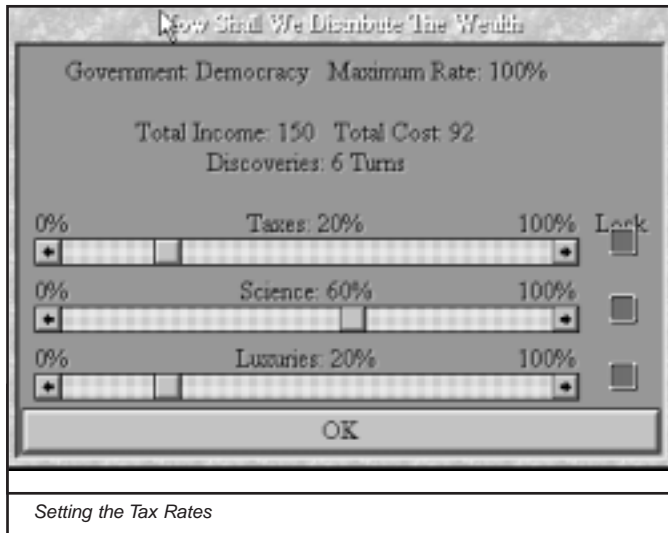 How Shall We Distribute The Wealth
Government: Democracy Maximum Rate: 100%
Total Income: 150 Total Cost: 92
Discoveries: 6 Turns
0% Taxes: 20% 100% Lock
0% Science: 60% 100%
0% Luxuries: 20% 100%
OK
Setting the Tax Rates